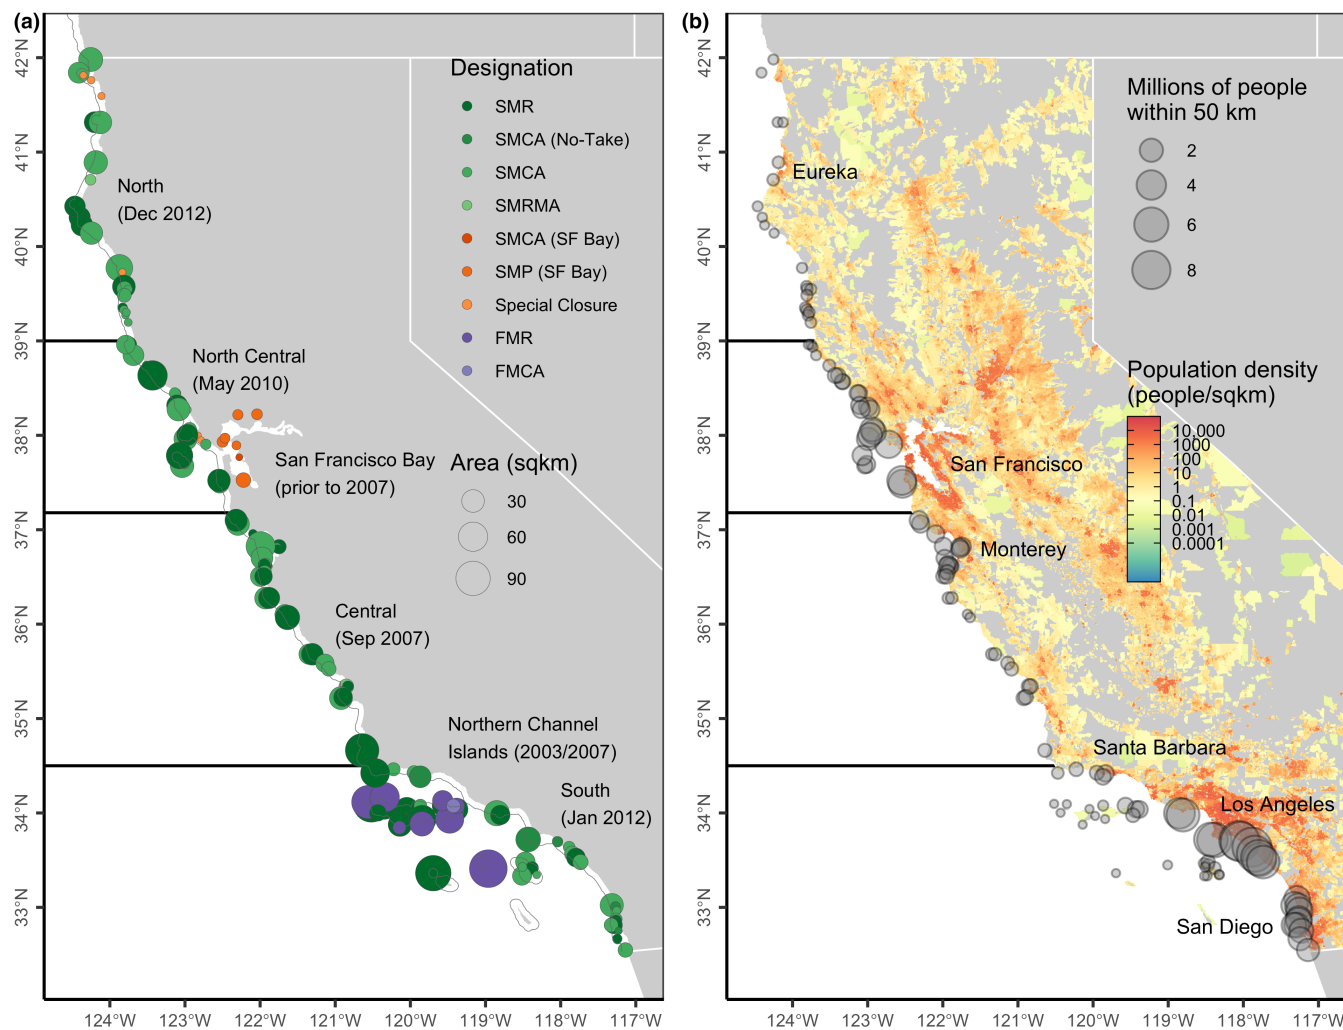 (a)
42°N
41°N
40°N
39°N
38°N
37°N
36°N
35°N
34°N
33°N
124°W
123°W
122°W
121°W
120°W
119°W
118°W
117°W
Designation
SMR
SMCA (No-Take)
SMCA
SMRMA
SMCA (SF Bay)
SMP (SF Bay)
Special Closure
FMR
FMCA
North
(Dec 2012)
North Central
(May 2010)
San Francisco Bay
(prior to 2007)
Area (sqkm)
30
60
90
Central
(Sep 2007)
Northern Channel
Islands (2003/2007)
South
(Jan 2012)
(b)
42°N
41°N
40°N
39°N
38°N
37°N
36°N
35°N
34°N
33°N
124°W
123°W
122°W
121°W
120°W
119°W
118°W
117°W
Millions of people
within 50 km
2
4
6
8
Population density
(people/sqkm)
10000
1000
100
10
1
0.1
0.01
0.001
0.0001
Eureka
San Francisco
Monterey
Santa Barbara
Los Angeles
San Diego